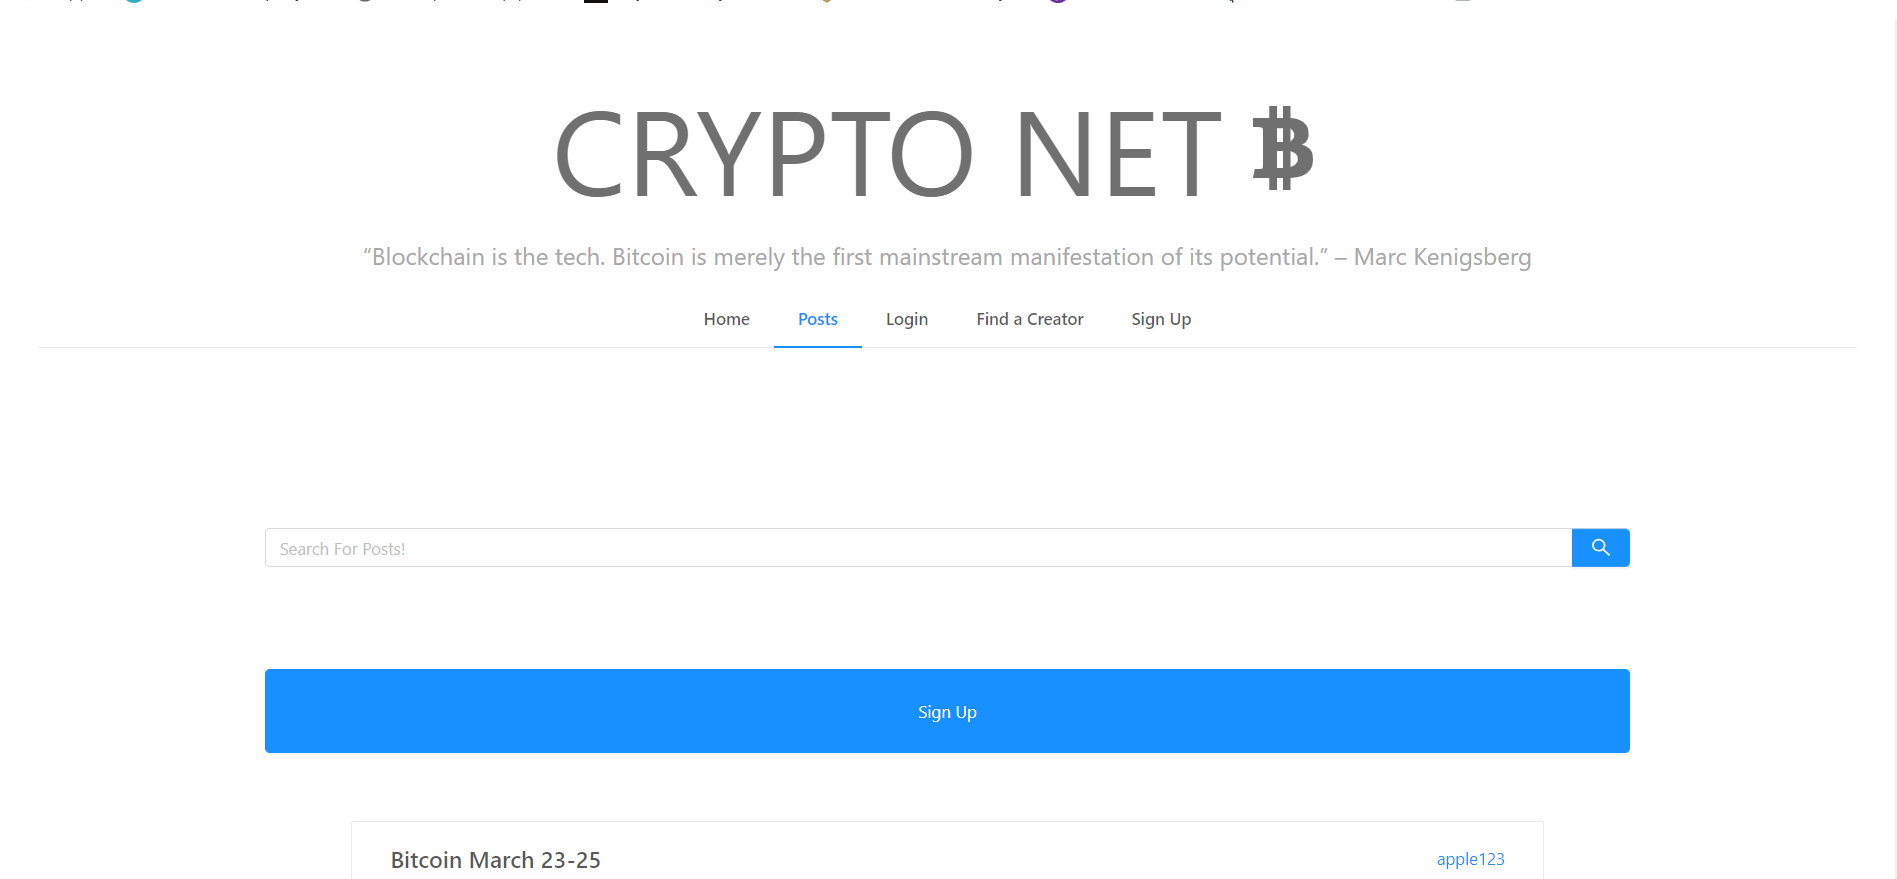 CRYPTO NET
“Blockchain is the tech. Bitcoin is merely the first mainstream manifestation of its potential.” – Marc Kenigsberg
Home Posts Login Find a Creator Sign Up
Search For Posts!
Sign Up
Bitcoin March 23-25 apple123